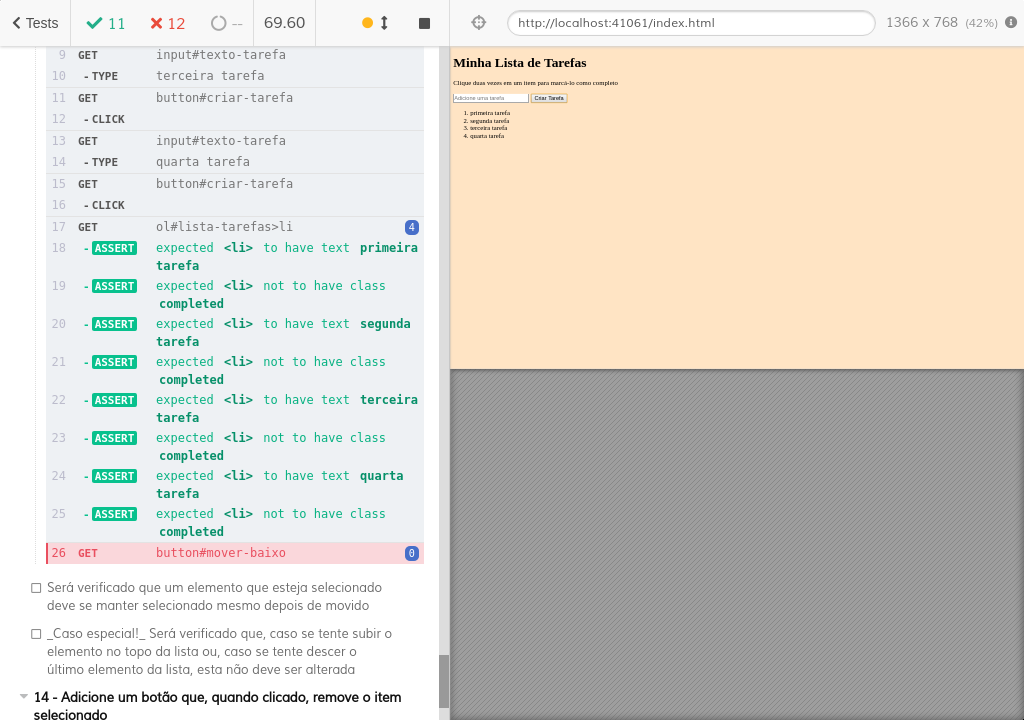 Tests 11 12 -- 69.60 http://localhost:41061/index.html 1366 x 768 (42%)
9 GET input#texto-tarefa
10 -TYPE terceira tarefa
11 GET button#criar-tarefa
12 -CLICK
13 GET input#texto-tarefa
14 -TYPE quarta tarefa
15 GET button#criar-tarefa
16 -CLICK
17 GET ol#lista-tarefas>li 4
18 -ASSERT expected <li> to have text primeira
tarefa
19 -ASSERT expected <li> not to have class
completed
20 -ASSERT expected <li> to have text segunda
tarefa
21 -ASSERT expected <li> not to have class
completed
22 -ASSERT expected <li> to have text terceira
tarefa
23 -ASSERT expected <li> not to have class
completed
24 -ASSERT expected <li> to have text quarta
tarefa
25 -ASSERT expected <li> not to have class
completed
26 GET button#mover-baixo 0
Será verificado que um elemento que esteja selecionado
deve se manter selecionado mesmo depois de movido
_Caso especial!_ Será verificado que, caso se tente subir o
elemento no topo da lista ou, caso se tente descer o
último elemento da lista, esta não deve ser alterada
14 - Adicione um botão que, quando clicado, remove o item
selecionado
Minha Lista de Tarefas
Clique duas vezes em um item para marcá-lo como completo
Adicione uma tarefa Criar Tarefa
1. primeira tarefa
2. segunda tarefa
3. terceira tarefa
4. quarta tarefa